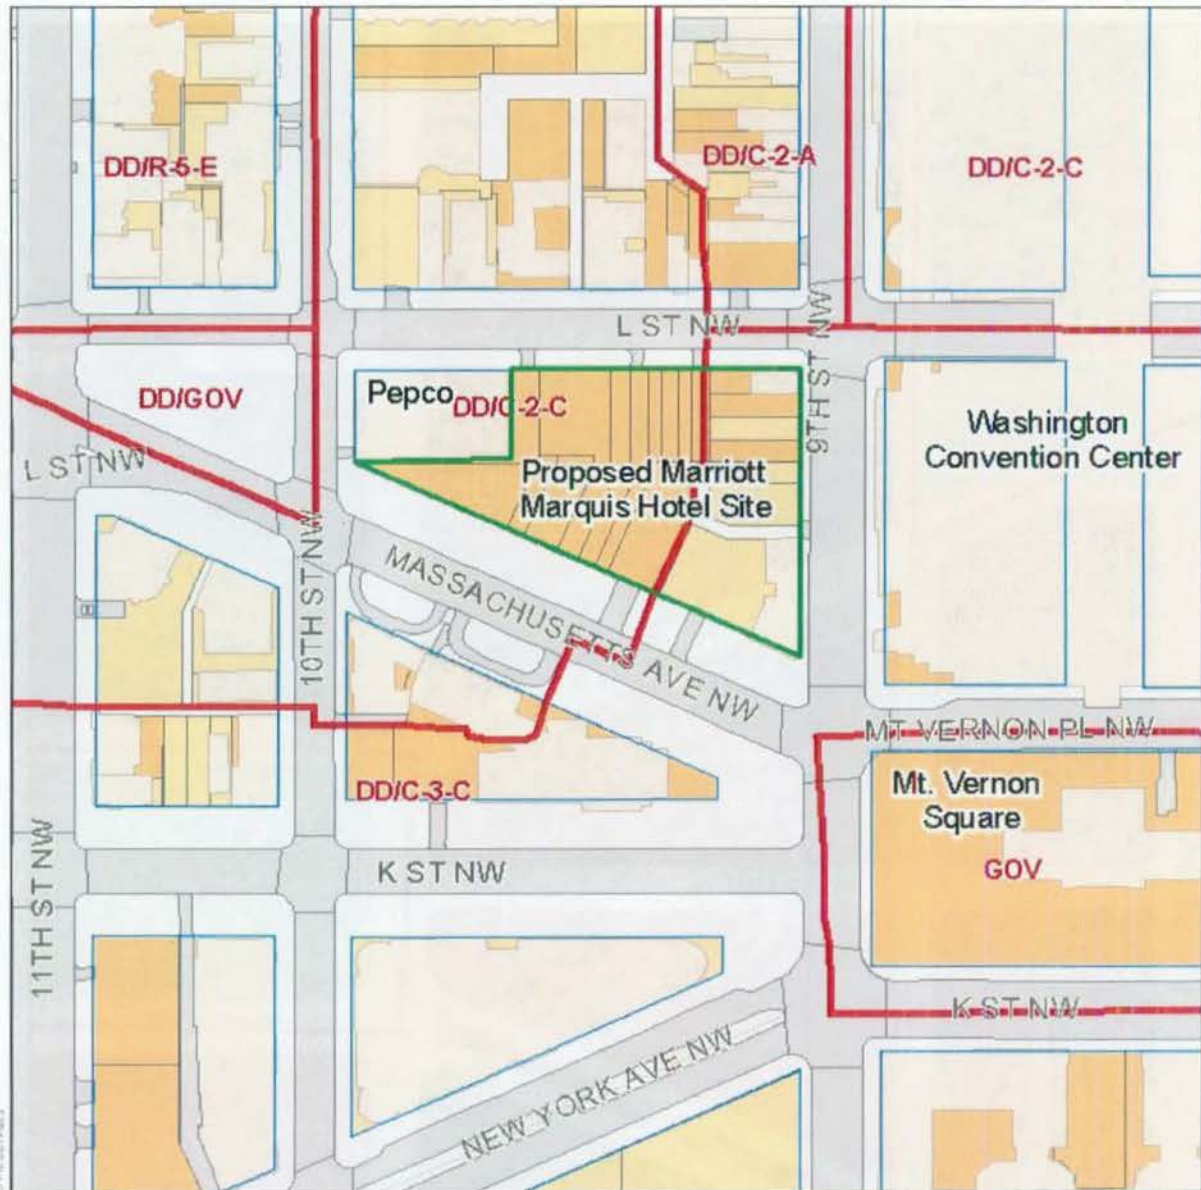 DD/R-5-E
DD/C-2-A
DD/C-2-C
L ST NW
9TH ST NW
DD/GOV
Pepco
DD/C-2-C
Washington
Convention Center
L ST NW
Proposed Marriott
Marquis Hotel Site
10TH ST NW
MASSACHUSETTS AVE NW
MT VERNON PL NW
DD/C-3-C
Mt. Vernon
Square
GOV
K ST NW
11TH ST NW
K ST NW
NEW YORK AVE NW